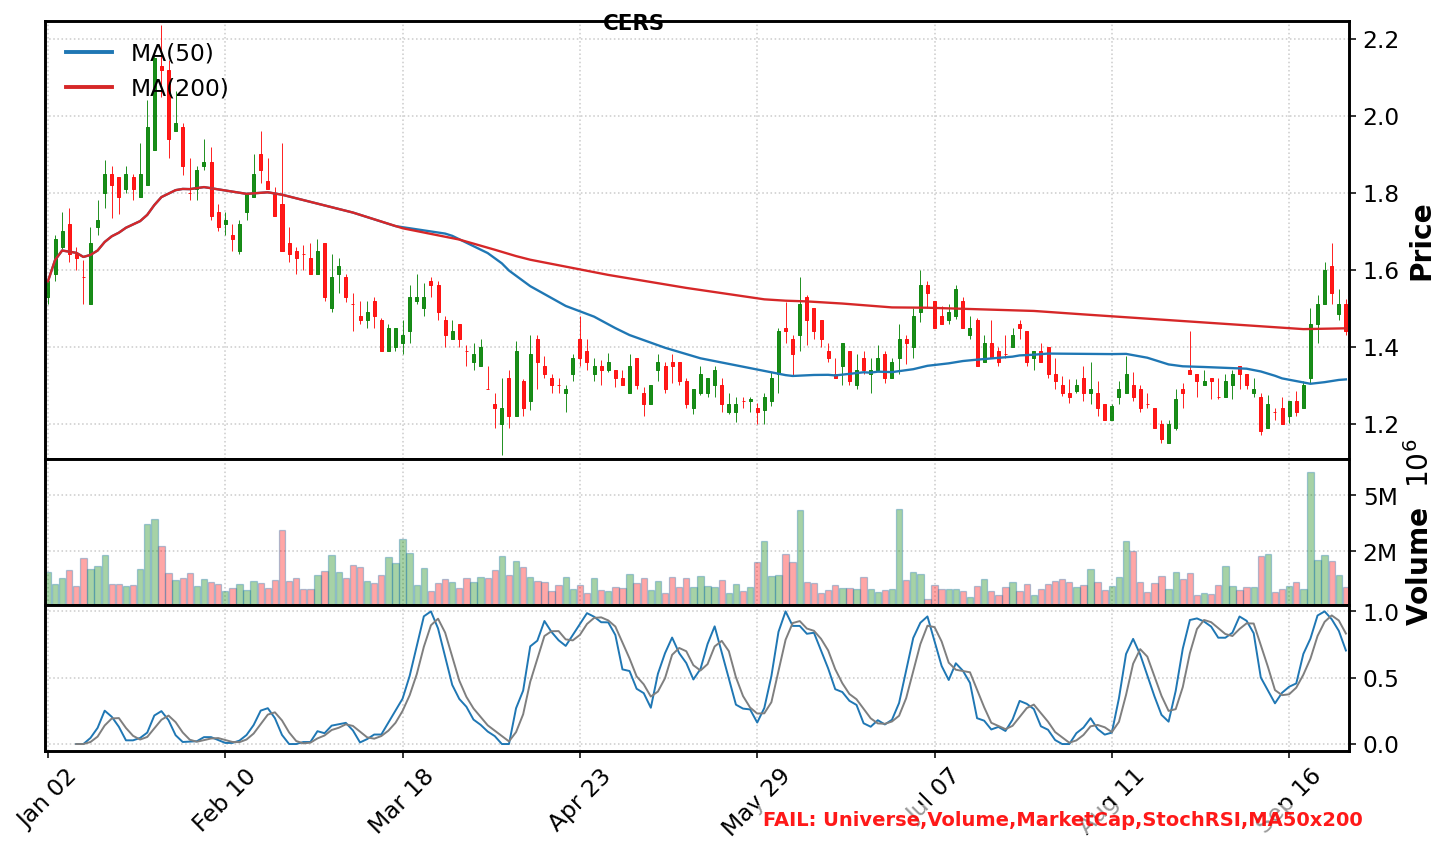 CERS
MA(50)
MA(200)
2.2
2.0
1.8
1.6
1.4
1.2
Price
5M
2M
Volume 10^6
1.0
0.5
0.0
Jan 02
Feb 10
Mar 18
Apr 23
May 29
Jul 07
Aug 11
Sep 16
FAIL: Universe,Volume,MarketCap,StochRSI,MA50x200